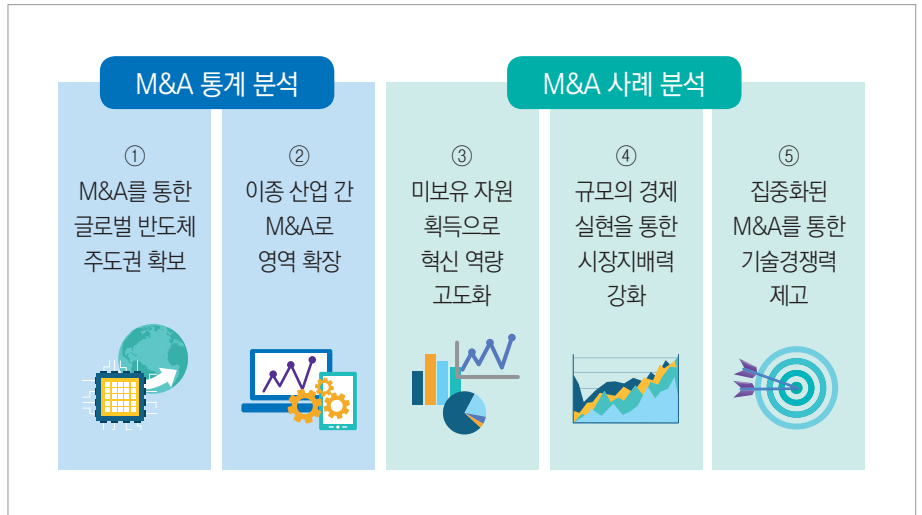 M&A 통계 분석
①
M&A를 통한
글로벌 반도체
주도권 확보
②
이종 산업 간
M&A로
영역 확장
M&A 사례 분석
③
미보유 자원
획득으로
혁신 역량
고도화
④
규모의 경제
실현을 통한
시장지배력
강화
⑤
집중화된
M&A를 통한
기술경쟁력
제고